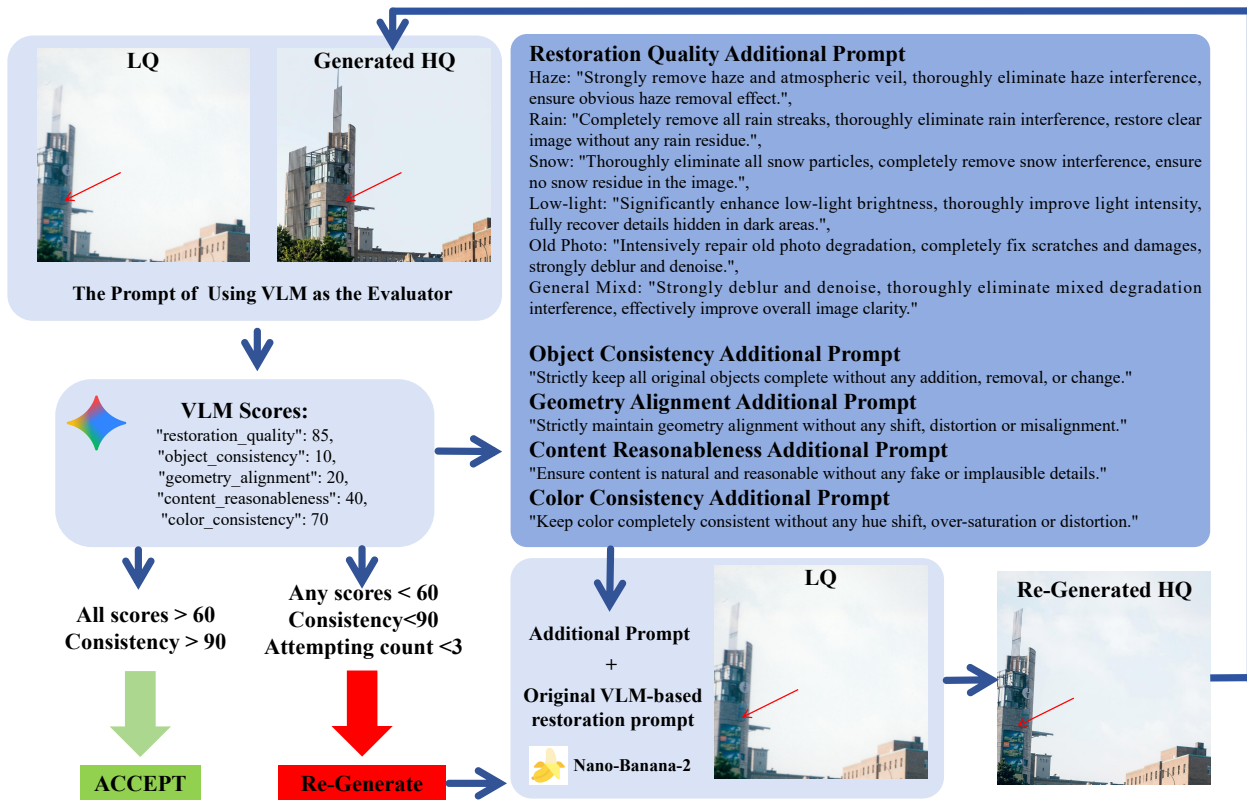 LQ
Generated HQ
The Prompt of Using VLM as the Evaluator
VLM Scores:
"restoration_quality": 85,
"object_consistency": 10,
"geometry_alignment": 20,
"content_reasonableness": 40,
"color_consistency": 70
All scores > 60
Consistency > 90
ACCEPT
Any scores < 60
Consistency<90
Attempting count <3
Re-Generate
Restoration Quality Additional Prompt
Haze: "Strongly remove haze and atmospheric veil, thoroughly eliminate haze interference,
ensure obvious haze removal effect.",
Rain: "Completely remove all rain streaks, thoroughly eliminate rain interference, restore clear
image without any rain residue.",
Snow: "Thoroughly eliminate all snow particles, completely remove snow interference, ensure
no snow residue in the image.",
Low-light: "Significantly enhance low-light brightness, thoroughly improve light intensity,
fully recover details hidden in dark areas.",
Old Photo: "Intensively repair old photo degradation, completely fix scratches and damages,
strongly deblur and denoise.",
General Mixd: "Strongly deblur and denoise, thoroughly eliminate mixed degradation
interference, effectively improve overall image clarity."
Object Consistency Additional Prompt
"Strictly keep all original objects complete without any addition, removal, or change."
Geometry Alignment Additional Prompt
"Strictly maintain geometry alignment without any shift, distortion or misalignment."
Content Reasonableness Additional Prompt
"Ensure content is natural and reasonable without any fake or implausible details."
Color Consistency Additional Prompt
"Keep color completely consistent without any hue shift, over-saturation or distortion."
Additional Prompt
+
Original VLM-based
restoration prompt
Nano-Banana-2
LQ
Re-Generated HQ